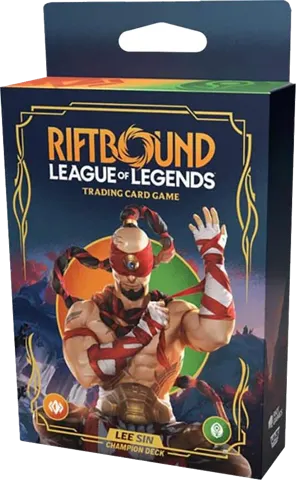 RIFTBOUND
LEAGUE OF LEGENDS
TRADING CARD GAME
LEE SIN
CHAMPION DECK